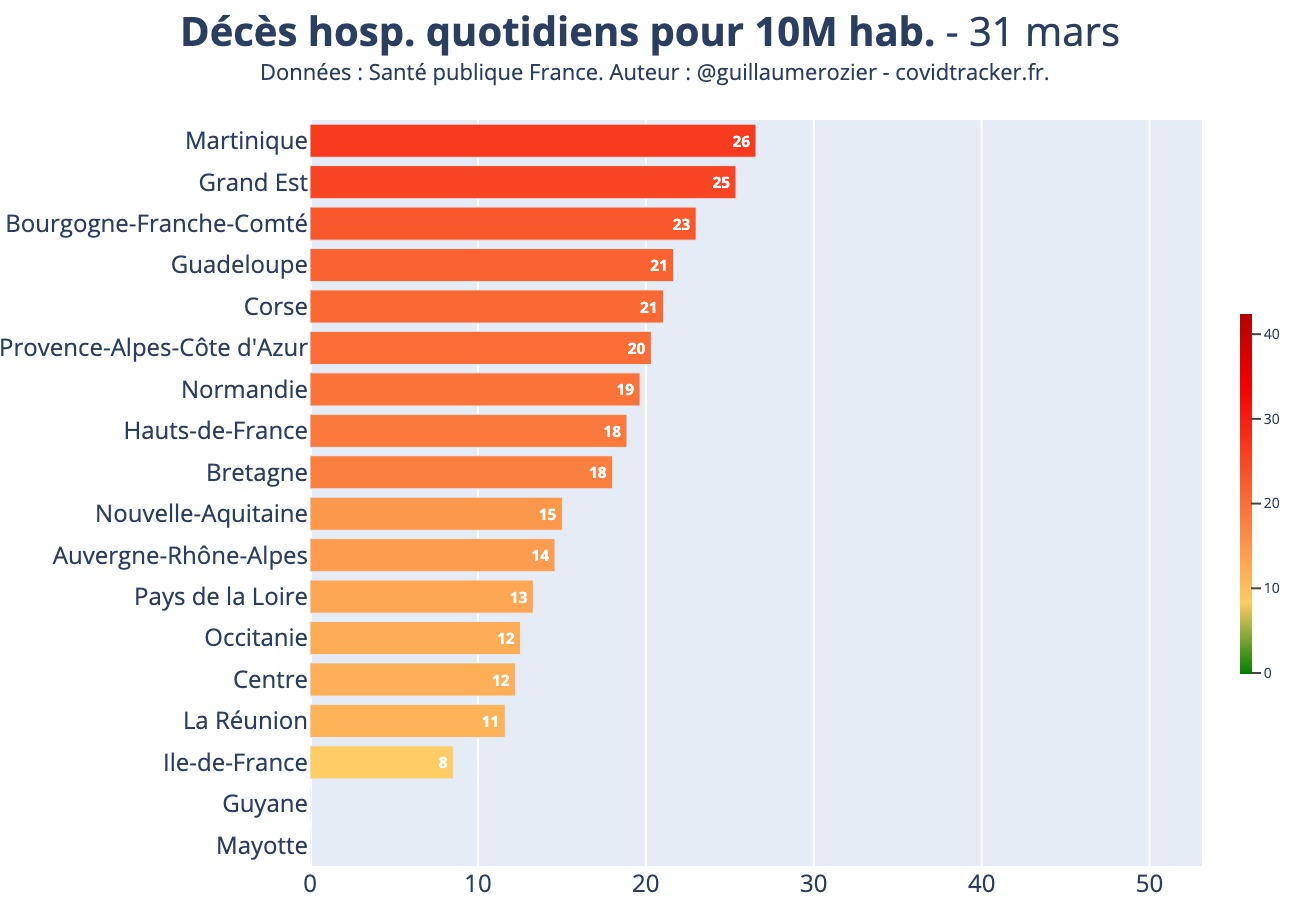 Décès hosp. quotidiens pour 10M hab. - 31 mars
Données : Santé publique France. Auteur : @guillaumerozier - covidtracker.fr.
Martinique 26
Grand Est 25
Bourgogne-Franche-Comté 23
Guadeloupe 21
Corse 21
Provence-Alpes-Côte d'Azur 20
Normandie 19
Hauts-de-France 18
Bretagne 18
Nouvelle-Aquitaine 15
Auvergne-Rhône-Alpes 14
Pays de la Loire 13
Occitanie 12
Centre 12
La Réunion 11
Ile-de-France 8
Guyane
Mayotte
0 10 20 30 40 50
40
30
20
10
0